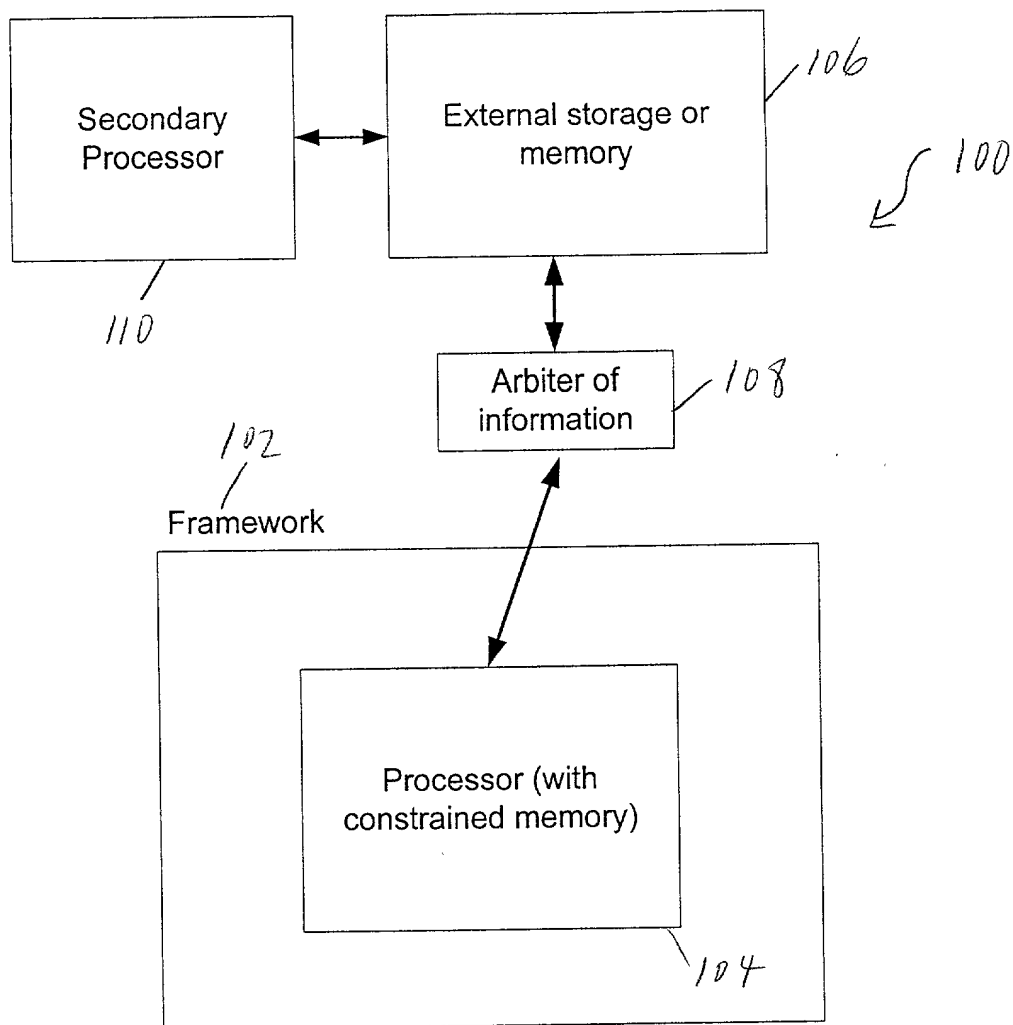 Secondary
Processor
External storage or
memory
106
100
110
Arbiter of
information
108
102
Framework
Processor (with
constrained memory)
104